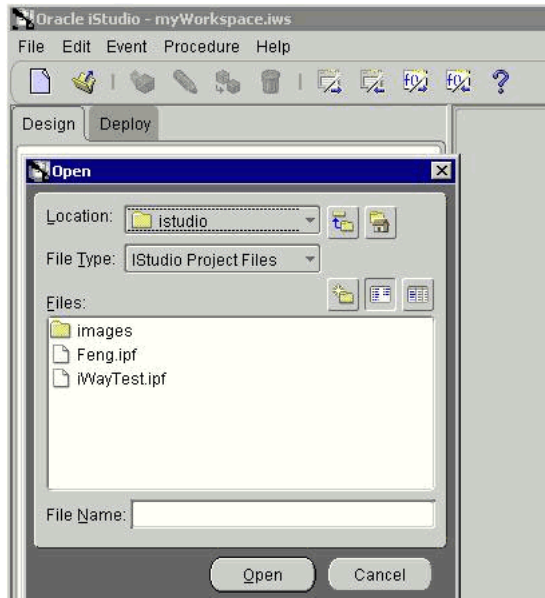 Oracle iStudio - myWorkspace.iws
File Edit Event Procedure Help
f(x) f(x) ?
Design Deploy
Open
Location: istudio
File Type: IStudio Project Files
Files:
images
Feng.ipf
iWayTest.ipf
File Name:
Open Cancel